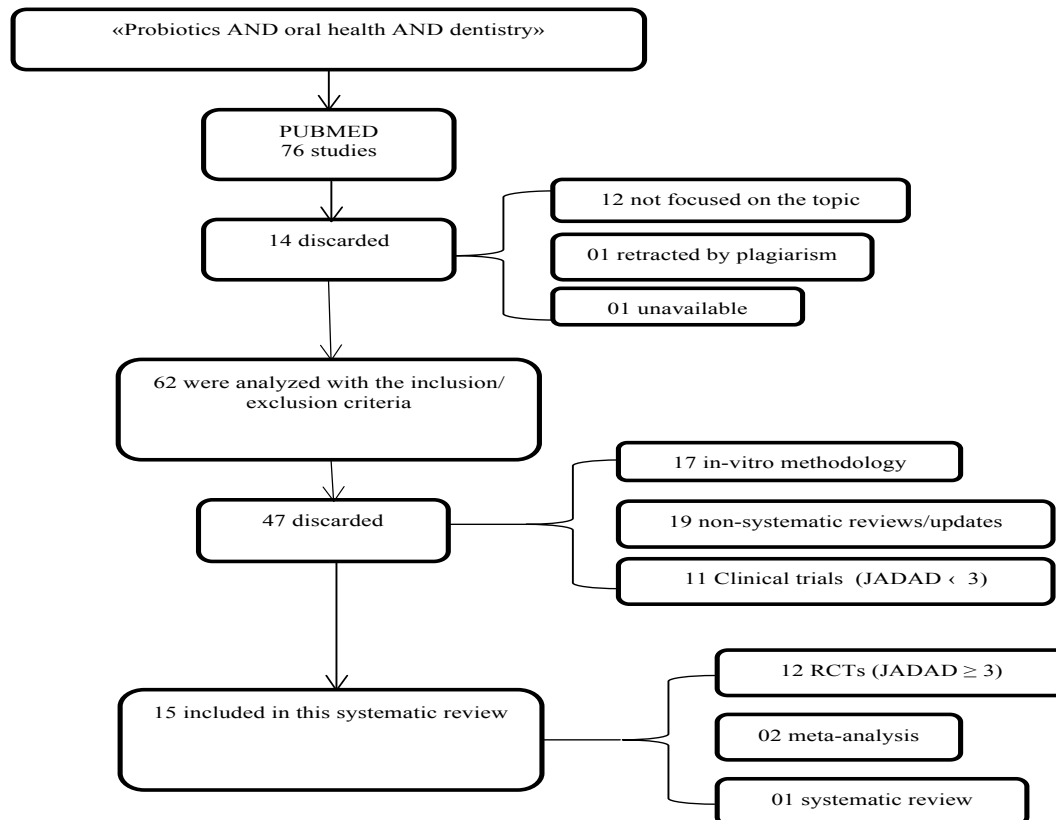 «Probiotics AND oral health AND dentistry»
PUBMED
76 studies
14 discarded
12 not focused on the topic
01 retracted by plagiarism
01 unavailable
62 were analyzed with the inclusion/
exclusion criteria
47 discarded
17 in-vitro methodology
19 non-systematic reviews/updates
11 Clinical trials (JADAD ‹ 3)
15 included in this systematic review
12 RCTs (JADAD ≥ 3)
02 meta-analysis
01 systematic review